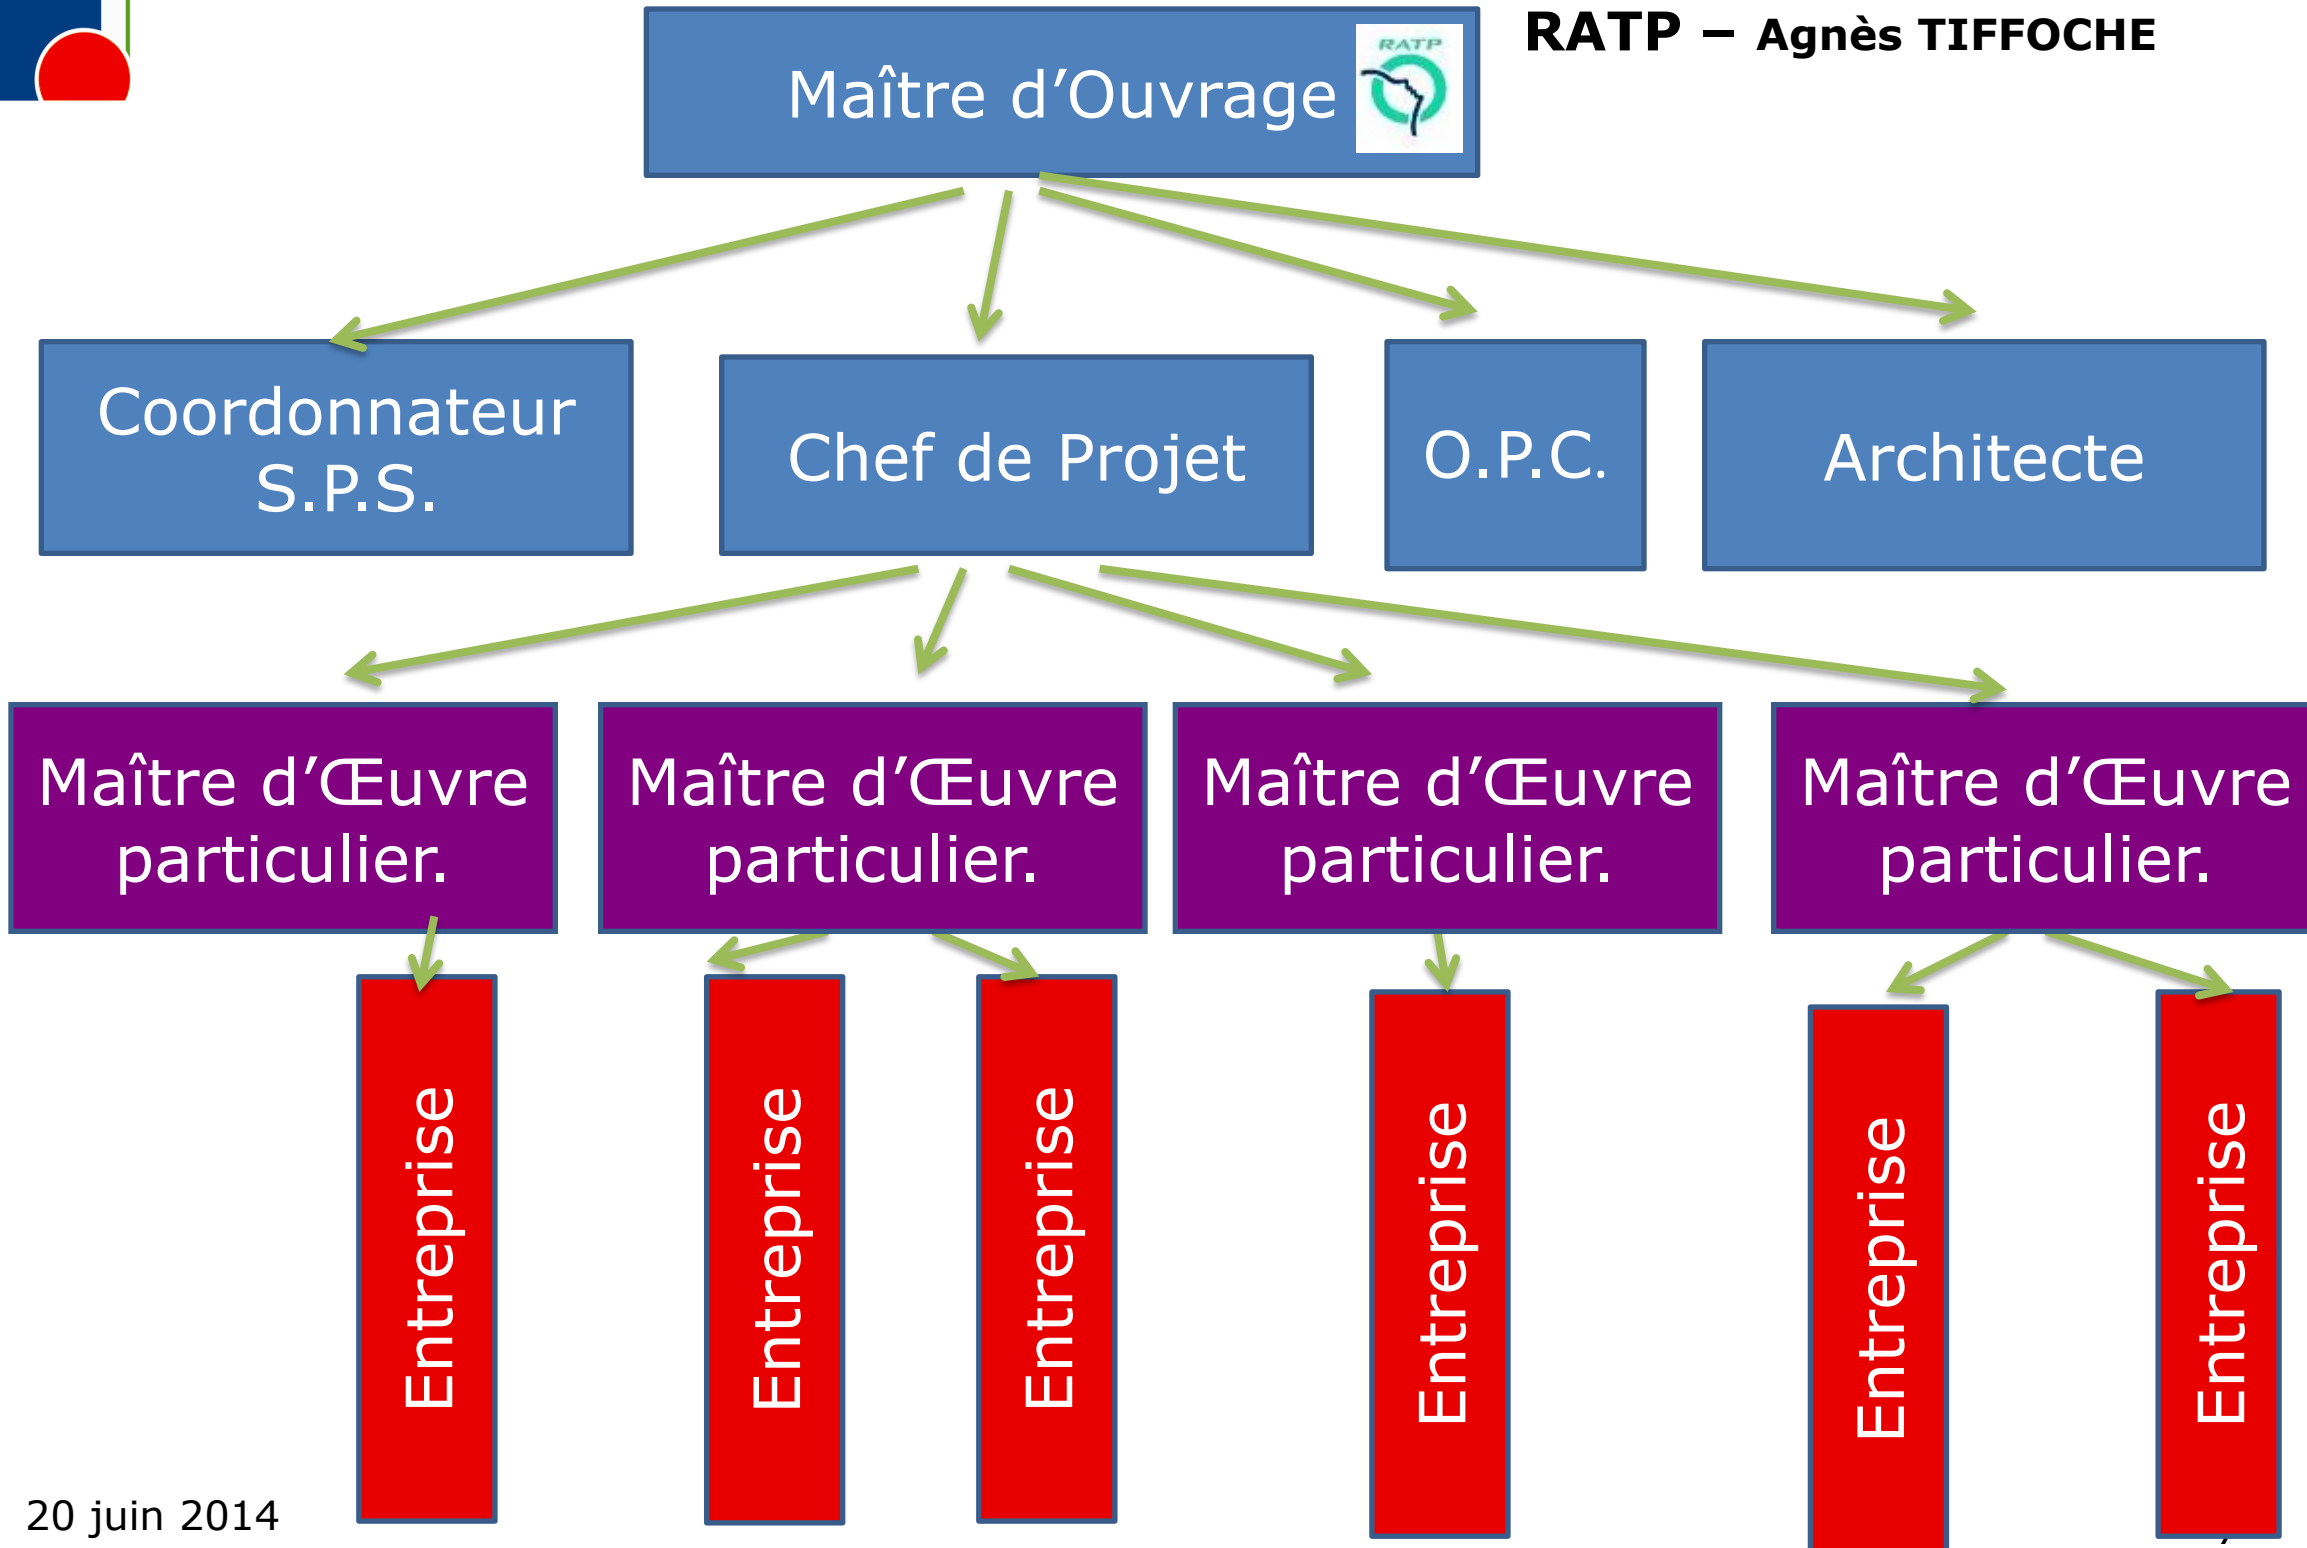 RATP – Agnès TIFFOCHE
Maître d’Ouvrage
RATP
Coordonnateur
S.P.S.
Chef de Projet
O.P.C.
Architecte
Maître d’Œuvre
particulier.
Maître d’Œuvre
particulier.
Maître d’Œuvre
particulier.
Maître d’Œuvre
particulier.
Entreprise
Entreprise
Entreprise
Entreprise
Entreprise
Entreprise
20 juin 2014